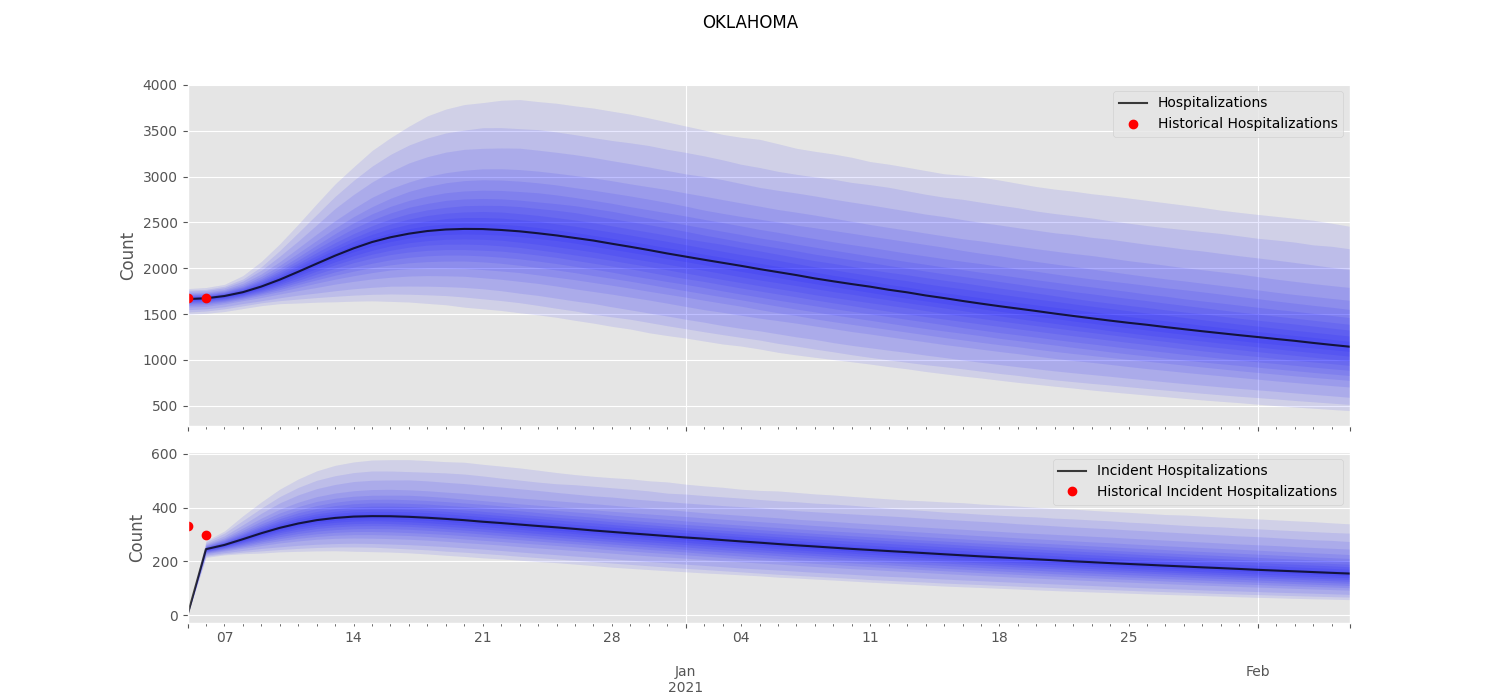 OKLAHOMA
4000
3500
3000
2500
2000
1500
1000
500
Count
Hospitalizations
Historical Hospitalizations
600
400
200
0
Count
Incident Hospitalizations
Historical Incident Hospitalizations
07 14 21 28 04 11 18 25
Jan Feb
2021